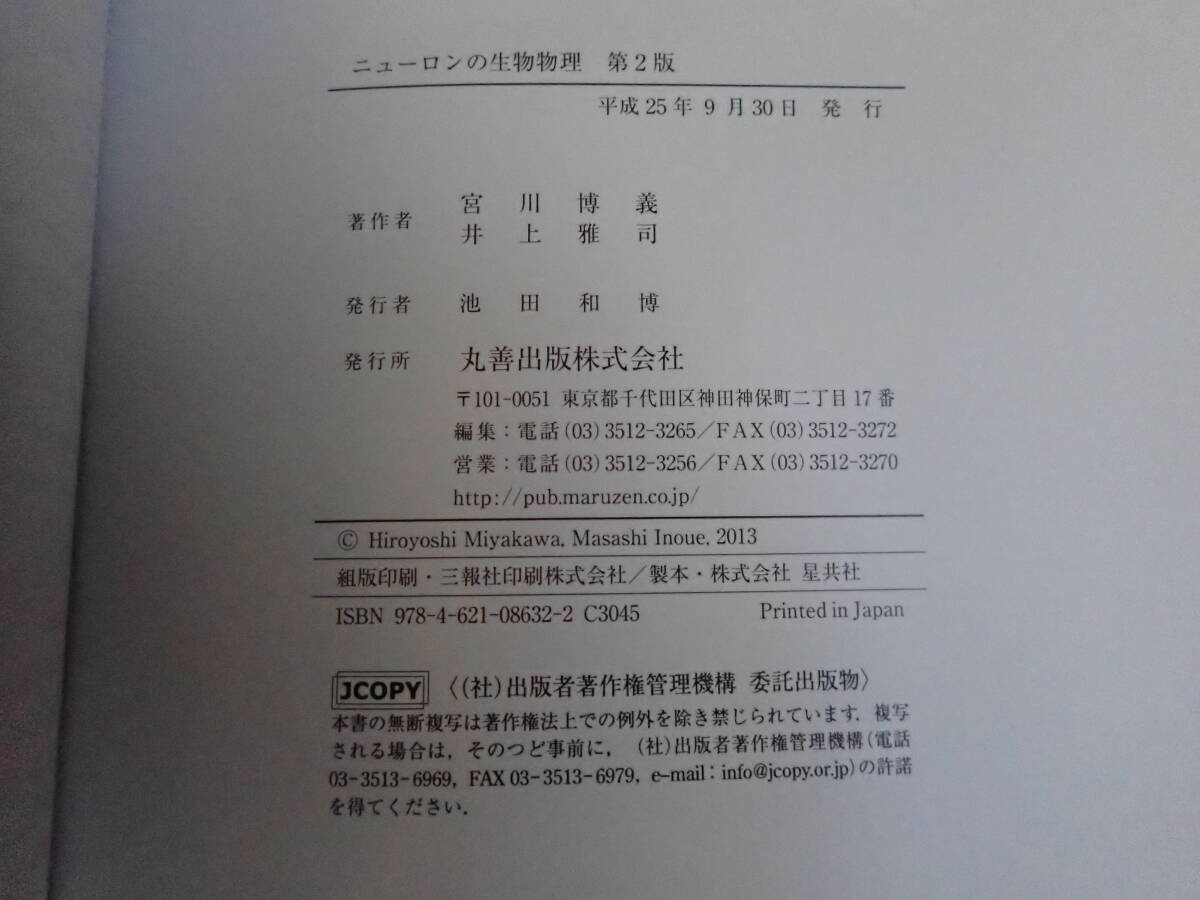 ニューロンの生物物理 第2版
平成25年9月30日 発行
著作者 宮川博義
井上雅司
発行者 池田和博
発行所 丸善出版株式会社
〒101-0051 東京都千代田区神田神保町二丁目17番
編集:電話(03)3512-3265/FAX(03)3512-3272
営業:電話(03)3512-3256/FAX(03)3512-3270
http://pub.maruzen.co.jp/
© Hiroyoshi Miyakawa, Masashi Inoue, 2013
組版印刷・三報社印刷株式会社/製本・株式会社 星共社
ISBN 978-4-621-08632-2 C3045 Printed in Japan
JCOPY 〈(社)出版者著作権管理機構 委託出版物〉
本書の無断複写は著作権法上での例外を除き禁じられています.複写
される場合は,そのつど事前に,(社)出版者著作権管理機構(電話
03-3513-6969, FAX 03-3513-6979, e-mail:info@jcopy.or.jp)の許諾
を得てください.